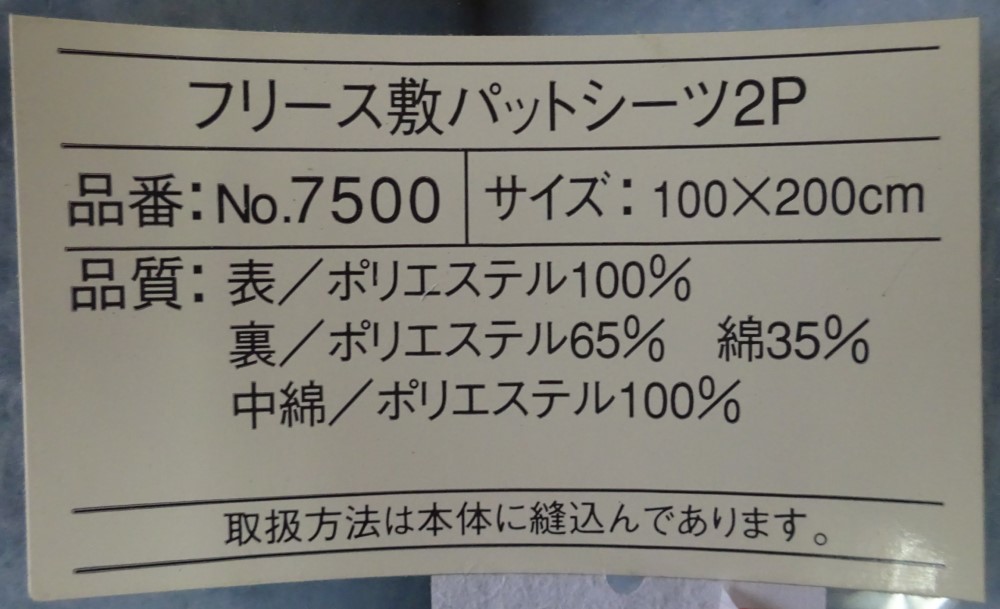 フリース敷パットシーツ2P
品番：No.7500 サイズ：100×200cm
品質：表／ポリエステル100%
裏／ポリエステル65% 綿35%
中綿／ポリエステル100%
取扱方法は本体に縫込んであります。